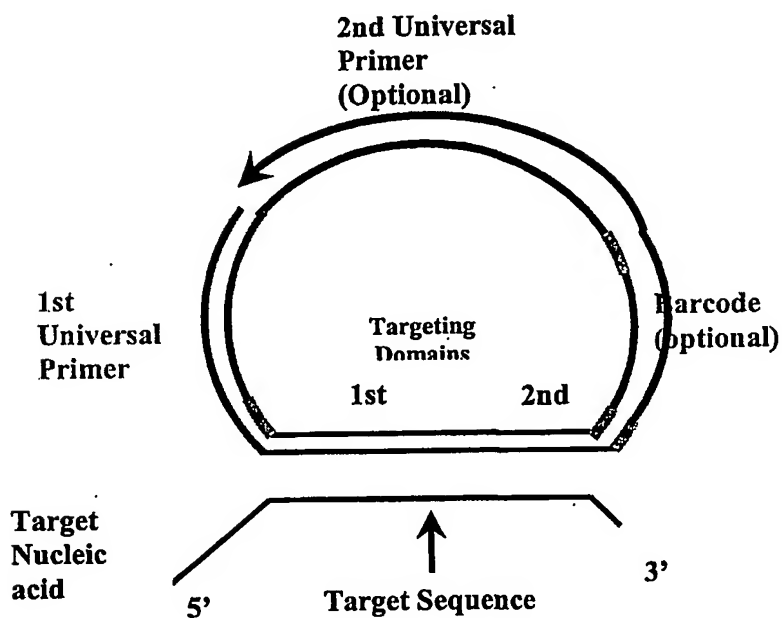 2nd Universal
Primer
(Optional)
1st
Universal
Primer
Targeting
Domains
1st 2nd
Barcode
(optional)
Target
Nucleic
acid
5’
Target Sequence
3’